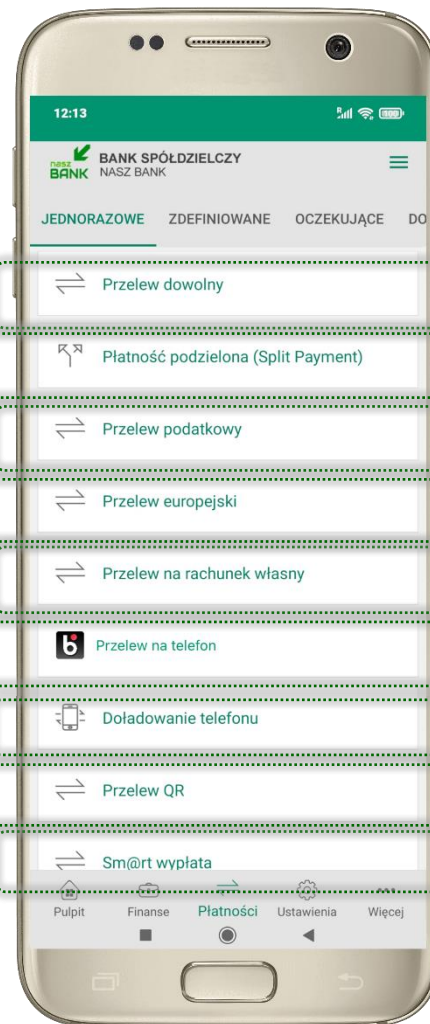 12:13
nasz BANK
BANK SPÓŁDZIELCZY
NASZ BANK
JEDNORAZOWE ZDEFINIOWANE OCZEKUJĄCE DO
Przelew dowolny
Płatność podzielona (Split Payment)
Przelew podatkowy
Przelew europejski
Przelew na rachunek własny
Przelew na telefon
Doładowanie telefonu
Przelew QR
Sm@rt wypłata
Pulpit Finanse Płatności Ustawienia Więcej